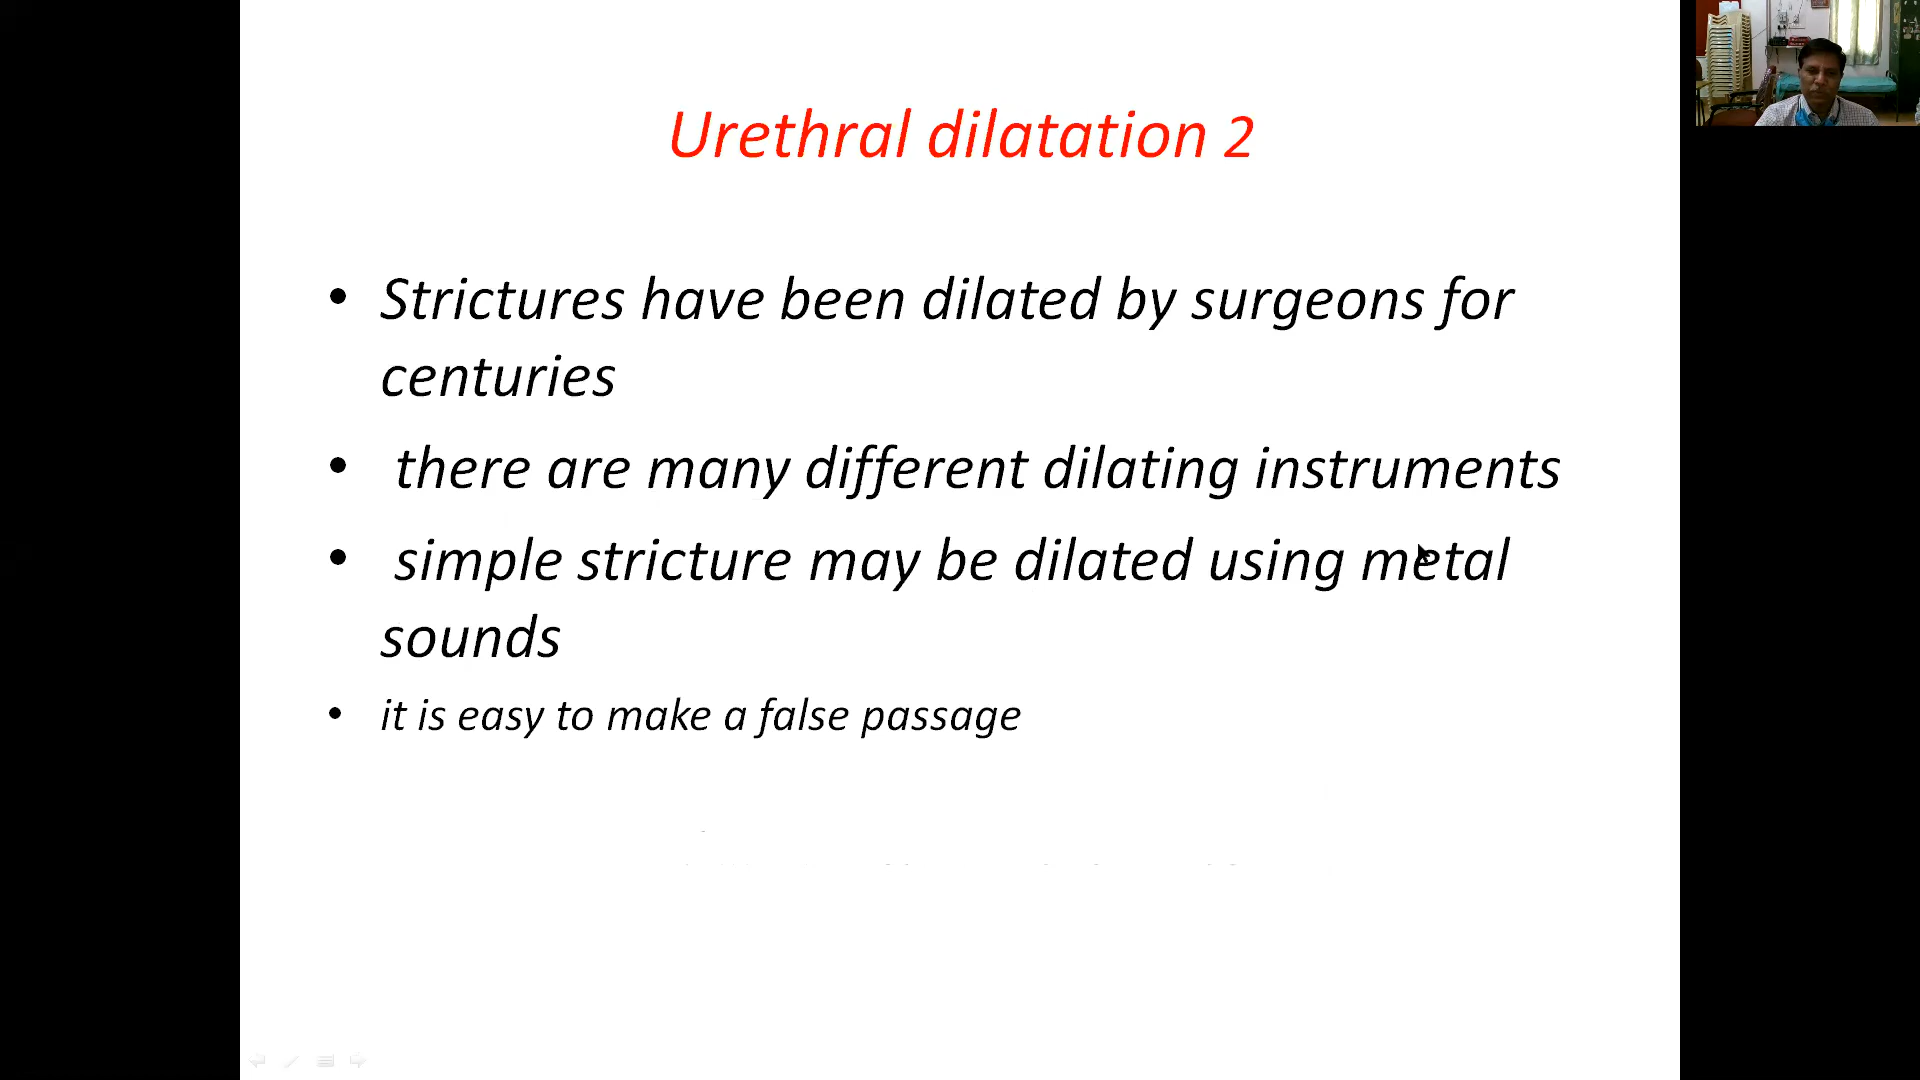 Urethral dilatation 2
• Strictures have been dilated by surgeons for
centuries
• there are many different dilating instruments
• simple stricture may be dilated using metal
sounds
• it is easy to make a false passage